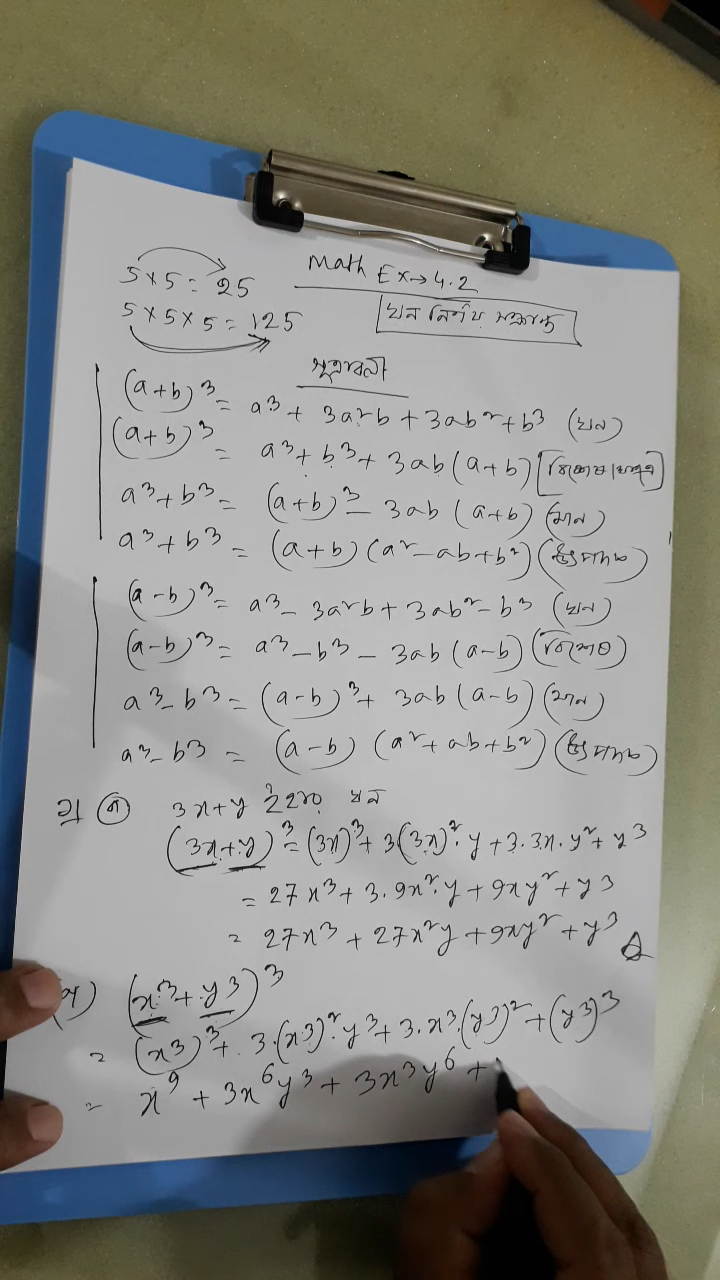 Math Ex→4.2
5×5=25
5×5×5=125
ঘন নির্ণয় সংক্রান্ত
সূত্রাবলী
(a+b)³= a³+3a²b+3ab²+b³ (ঘন)
(a+b)³= a³+b³+3ab(a+b)
a³+b³= (a+b)³-3ab(a+b) (মান)
a³+b³= (a+b)(a²-ab+b²) (উৎপাদক)
(a-b)³= a³-3a²b+3ab²-b³ (ঘন)
(a-b)³= a³-b³-3ab(a-b)
a³-b³=(a-b)³+3ab(a-b) (মান)
a³-b³ = (a-b)(a²+ab+b²) (উৎপাদক)
3x+y ঘন
(3x+y)³=(3x)³+3(3x)².y+3.3x.y²+y³
= 27x³+3.9x².y+9xy²+y³
= 27x³+27x²y+9xy²+y³
(x³+y³)³
= (x³)³+3.(x³)²y³+3.x³.(y³)²+(y³)³
= x⁹+3x⁶y³+3x³y⁶+